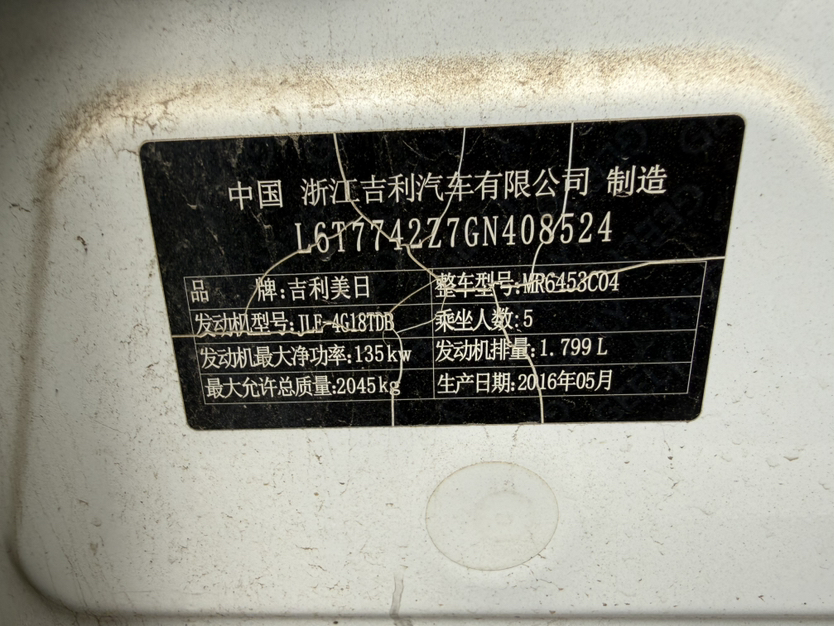 中国 浙江吉利汽车有限公司 制造
L6T7742Z7GN408524
品 牌:吉利美日 整车型号:MR6453C04
发动机型号:JLE-4G18TDB 乘坐人数:5
发动机最大净功率:135kw 发动机排量:1.799L
最大允许总质量:2045kg 生产日期:2016年05月